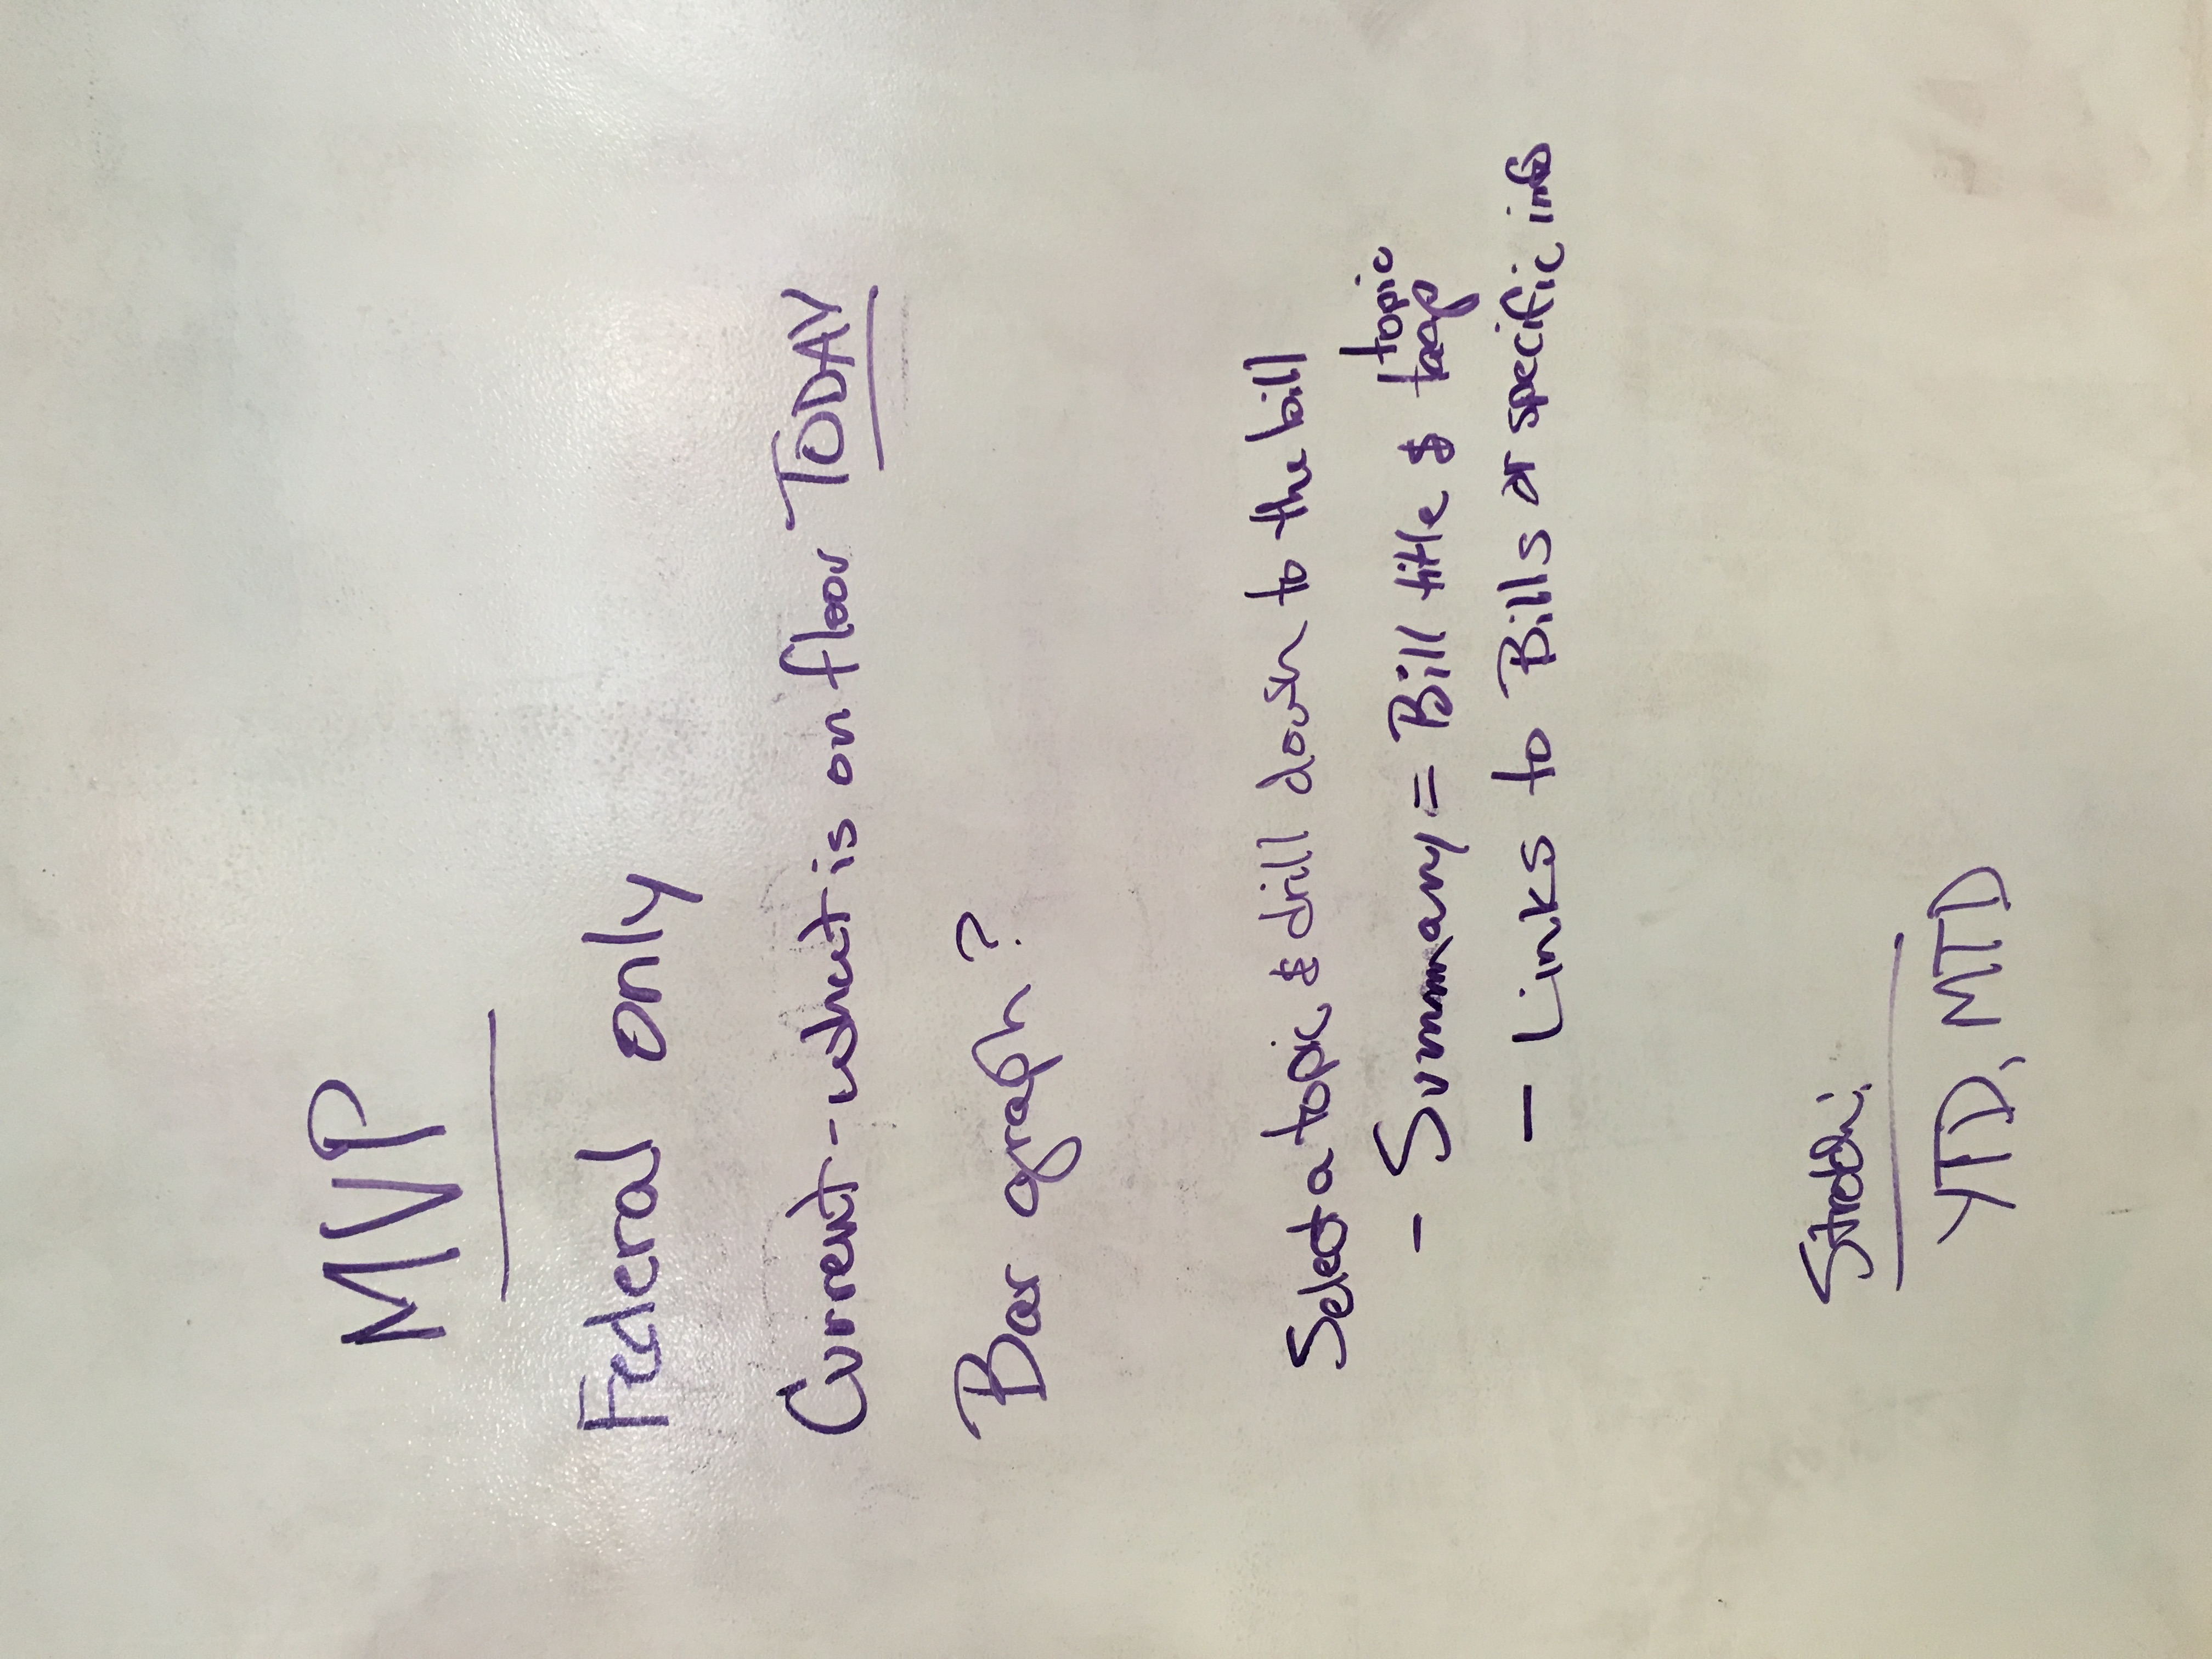 MVP
Federal only
Current - what is on floor TODAY
Bar graph?
Select a topic & drill down to the bill
- Summary = Bill title & topic tags
- Links to Bills or specific info
Stretch:
YTD, MTD